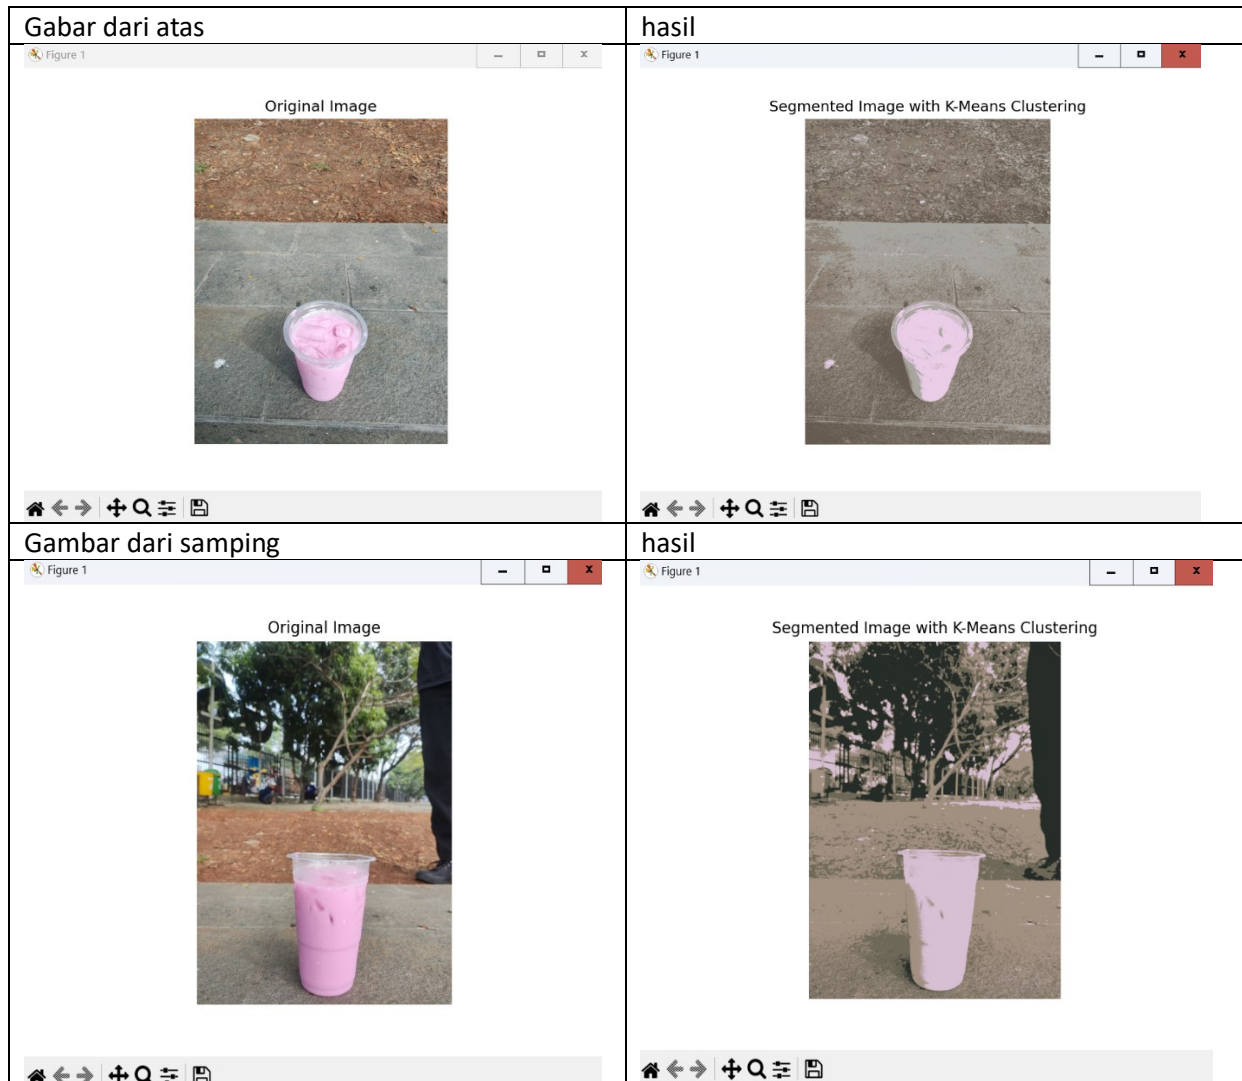 Gabar dari atas
hasil
Figure 1
Figure 1
Original Image
Segmented Image with K-Means Clustering
Gambar dari samping
hasil
Figure 1
Figure 1
Original Image
Segmented Image with K-Means Clustering